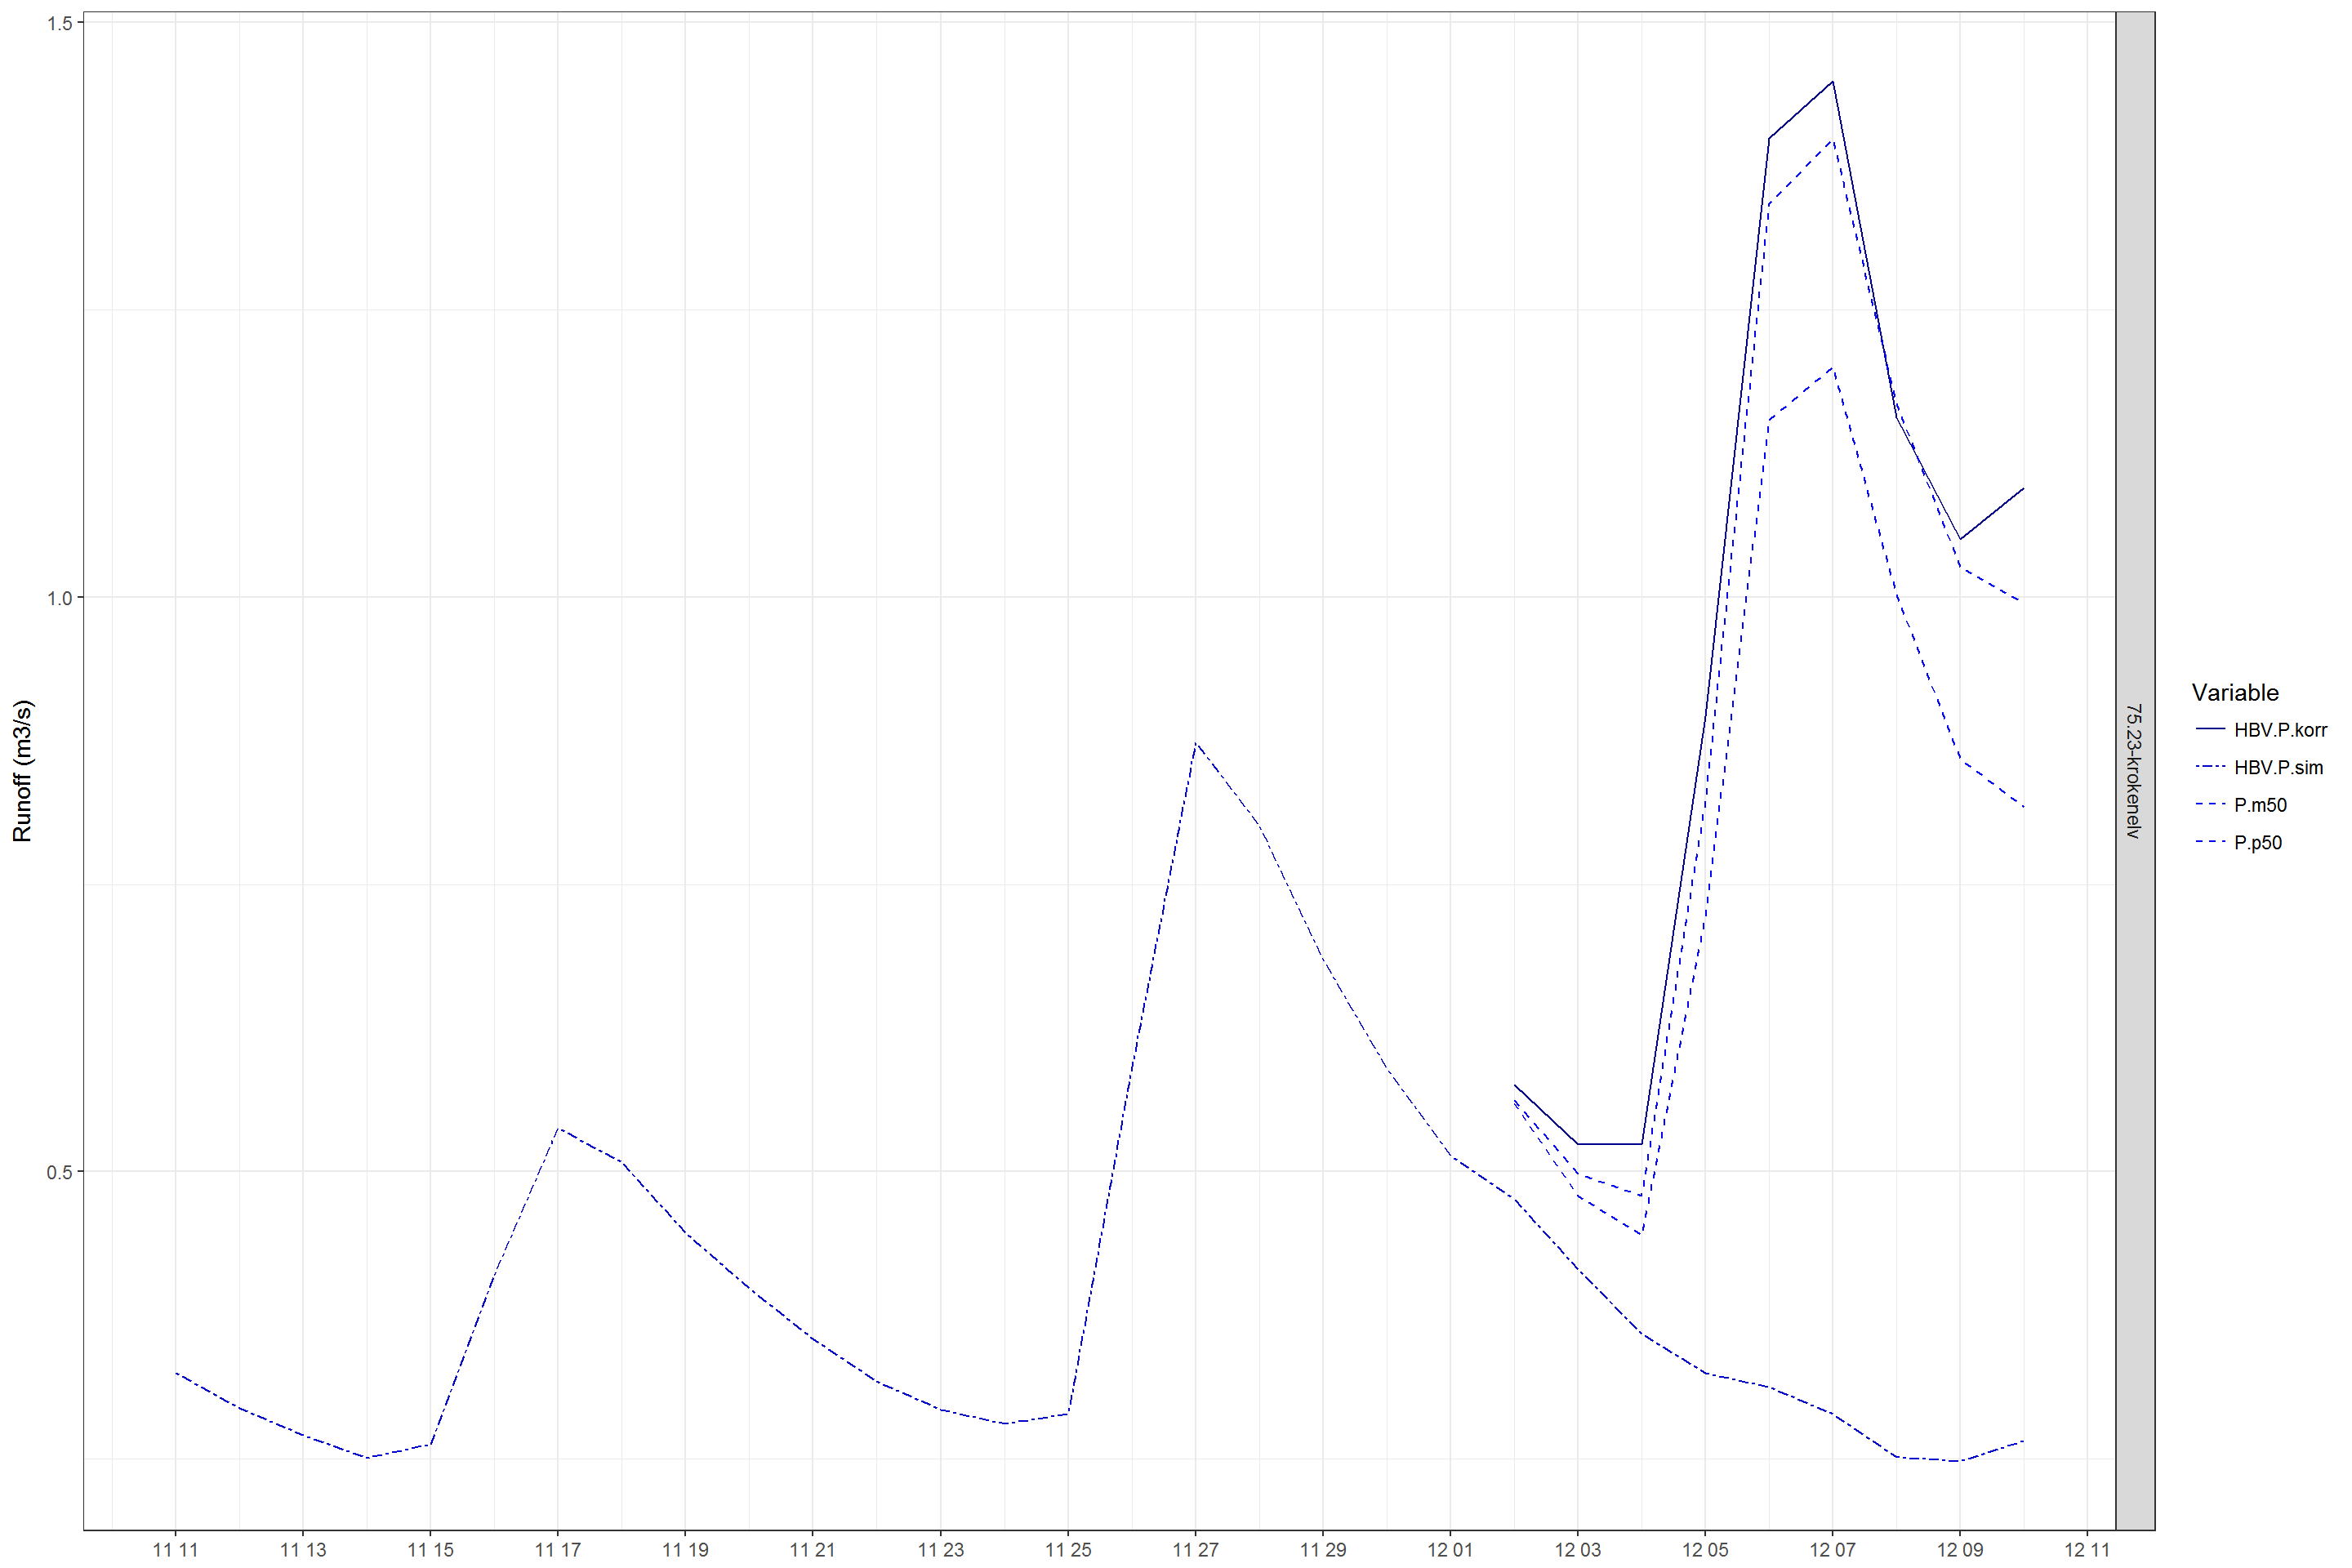 1.5
1.0
0.5
Runoff (m3/s)
11 11
11 13
11 15
11 17
11 19
11 21
11 23
11 25
11 27
11 29
12 01
12 03
12 05
12 07
12 09
12 11
75.23-krokenelv
Variable
HBV.P.korr
HBV.P.sim
P.m50
P.p50